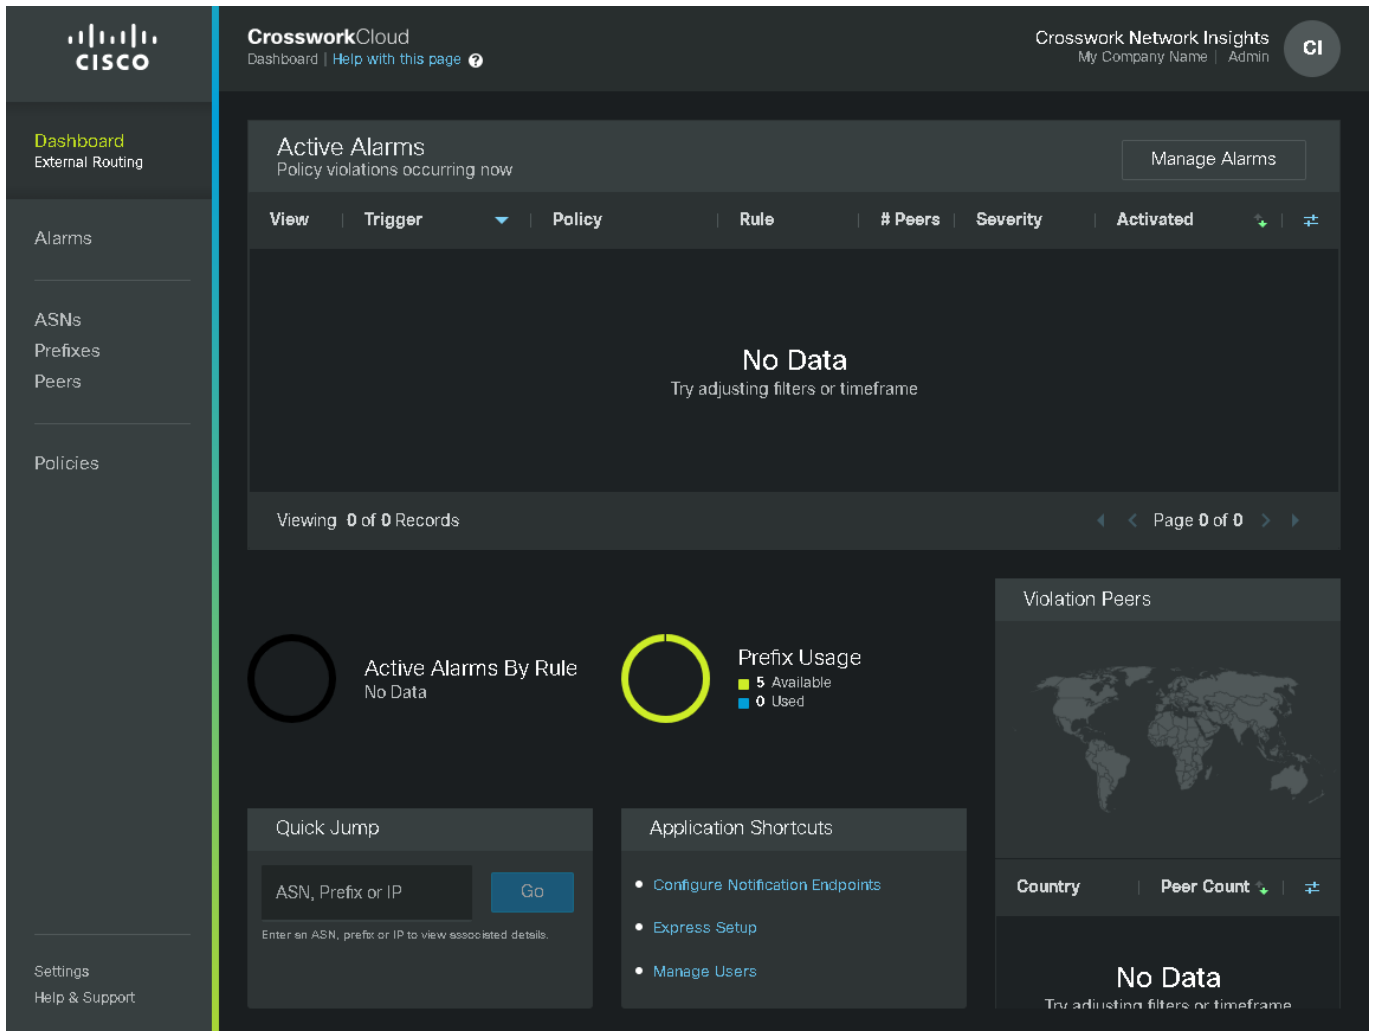 CISCO
CrossworkCloud
Dashboard | Help with this page ?
Crosswork Network Insights
My Company Name | Admin
CI
Dashboard
External Routing
Alarms
ASNs
Prefixes
Peers
Policies
Settings
Help & Support
Active Alarms
Policy violations occurring now
Manage Alarms
View | Trigger | Policy | Rule | # Peers | Severity | Activated
No Data
Try adjusting filters or timeframe
Viewing 0 of 0 Records
Page 0 of 0
Active Alarms By Rule
No Data
Prefix Usage
5 Available
0 Used
Violation Peers
Country | Peer Count
No Data
Try adjusting filters or timeframe
Quick Jump
ASN, Prefix or IP
Go
Enter an ASN, prefix or IP to view associated details.
Application Shortcuts
Configure Notification Endpoints
Express Setup
Manage Users